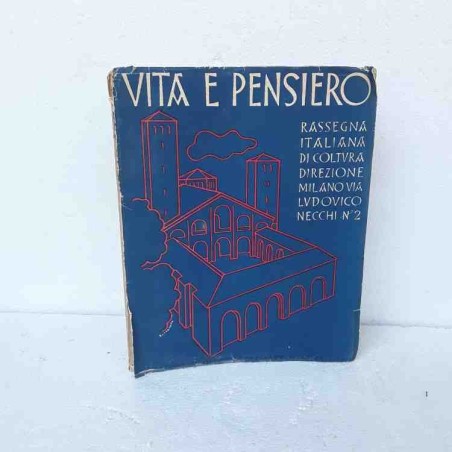 VITA E PENSIERO
RASSEGNA
ITALIANA
DI COLTVRA
DIREZIONE
MILANO VIA
LVDOVICO
NECCHI N° 2